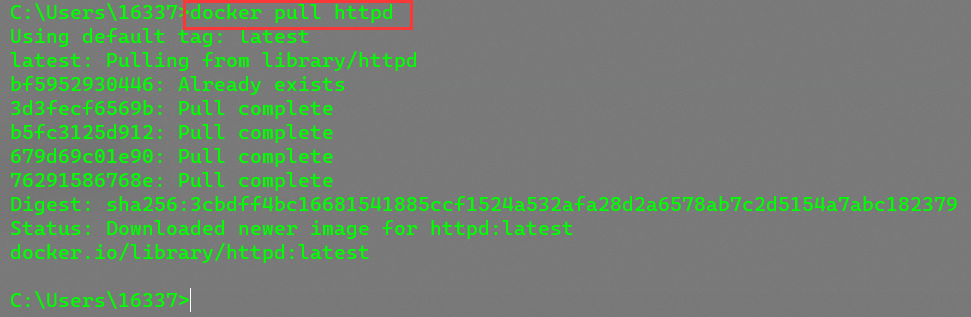 C:\Users\16337>docker pull httpd
Using default tag: latest
latest: Pulling from library/httpd
bf5952930446: Already exists
3d3fecf6569b: Pull complete
b5fc3125d912: Pull complete
679d69c01e90: Pull complete
76291586768e: Pull complete
Digest: sha256:3cbdff4bc16681541885ccf1524a532afa28d2a6578ab7c2d5154a7abc182379
Status: Downloaded newer image for httpd:latest
docker.io/library/httpd:latest
C:\Users\16337>